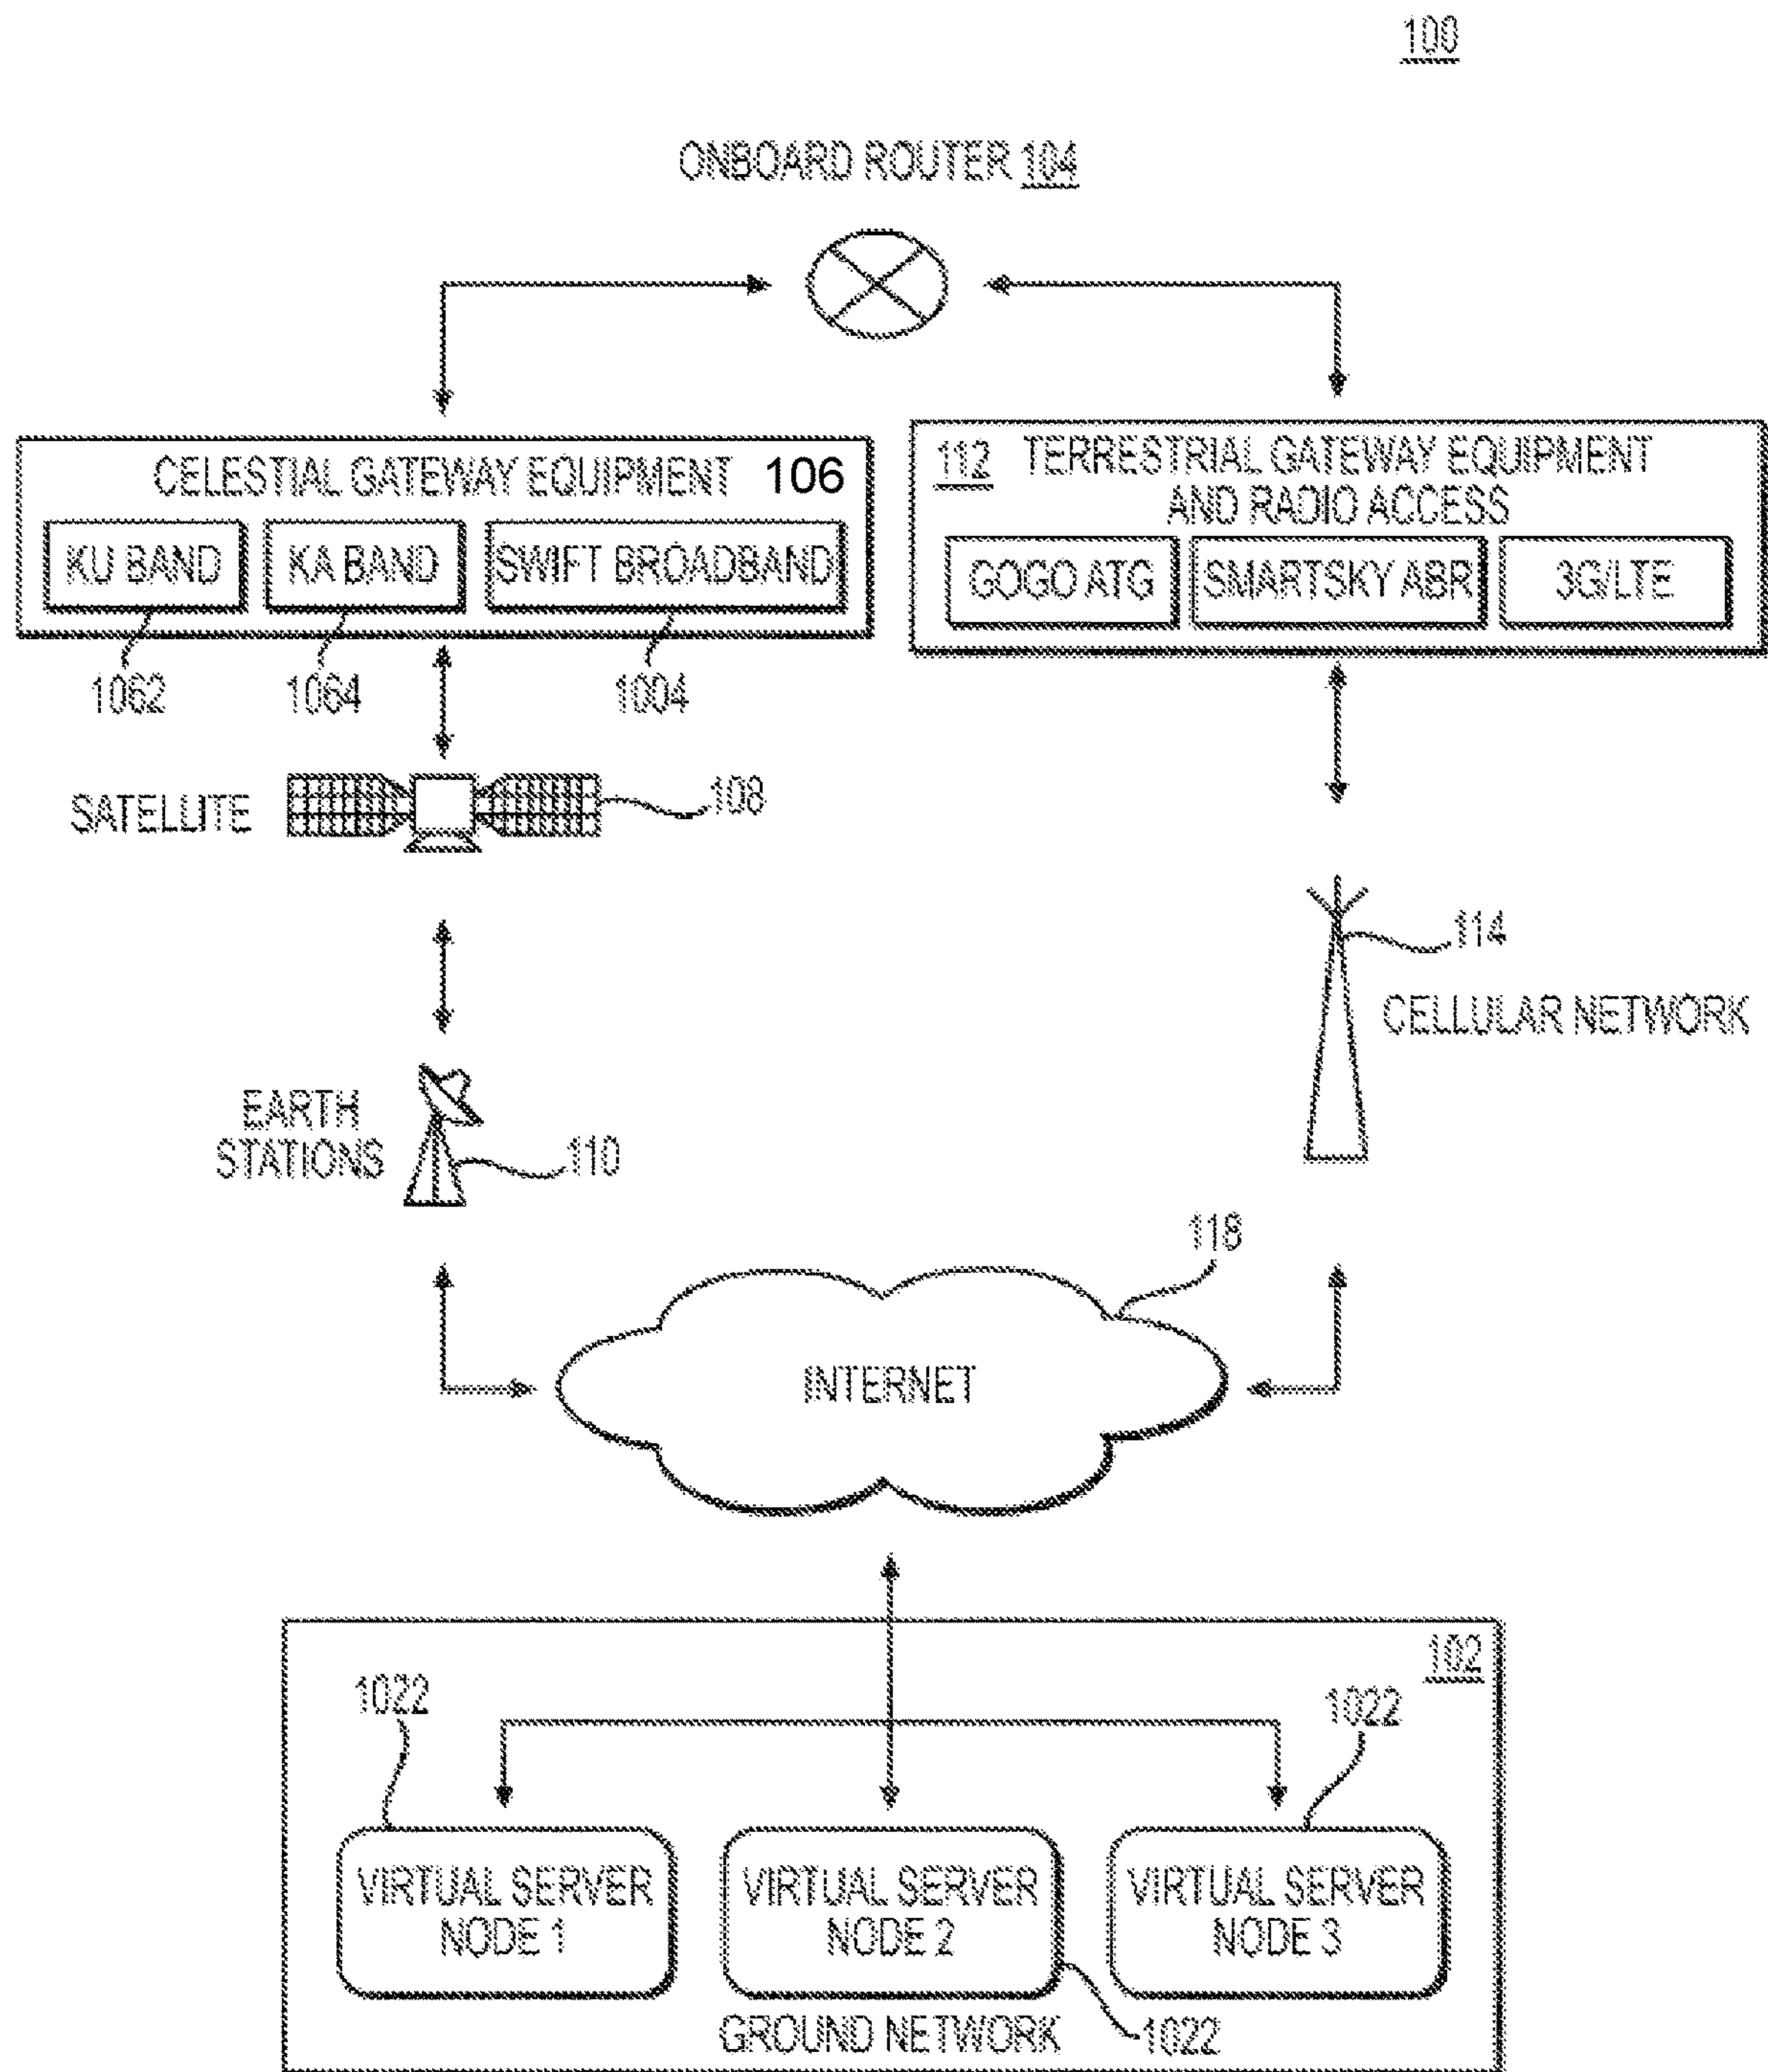 100
ONBOARD ROUTER 104
CELESTIAL GATEWAY EQUIPMENT 106
KU BAND
KA BAND
SWIFT BROADBAND
1062
1064
1004
112 TERRESTRIAL GATEWAY EQUIPMENT
AND RADIO ACCESS
GOGO ATG
SMARTSKY ABR
3G/LTE
SATELLITE
108
114
CELLULAR NETWORK
EARTH
STATIONS
110
118
INTERNET
102
1022
1022
VIRTUAL SERVER
NODE 1
VIRTUAL SERVER
NODE 2
VIRTUAL SERVER
NODE 3
GROUND NETWORK
1022